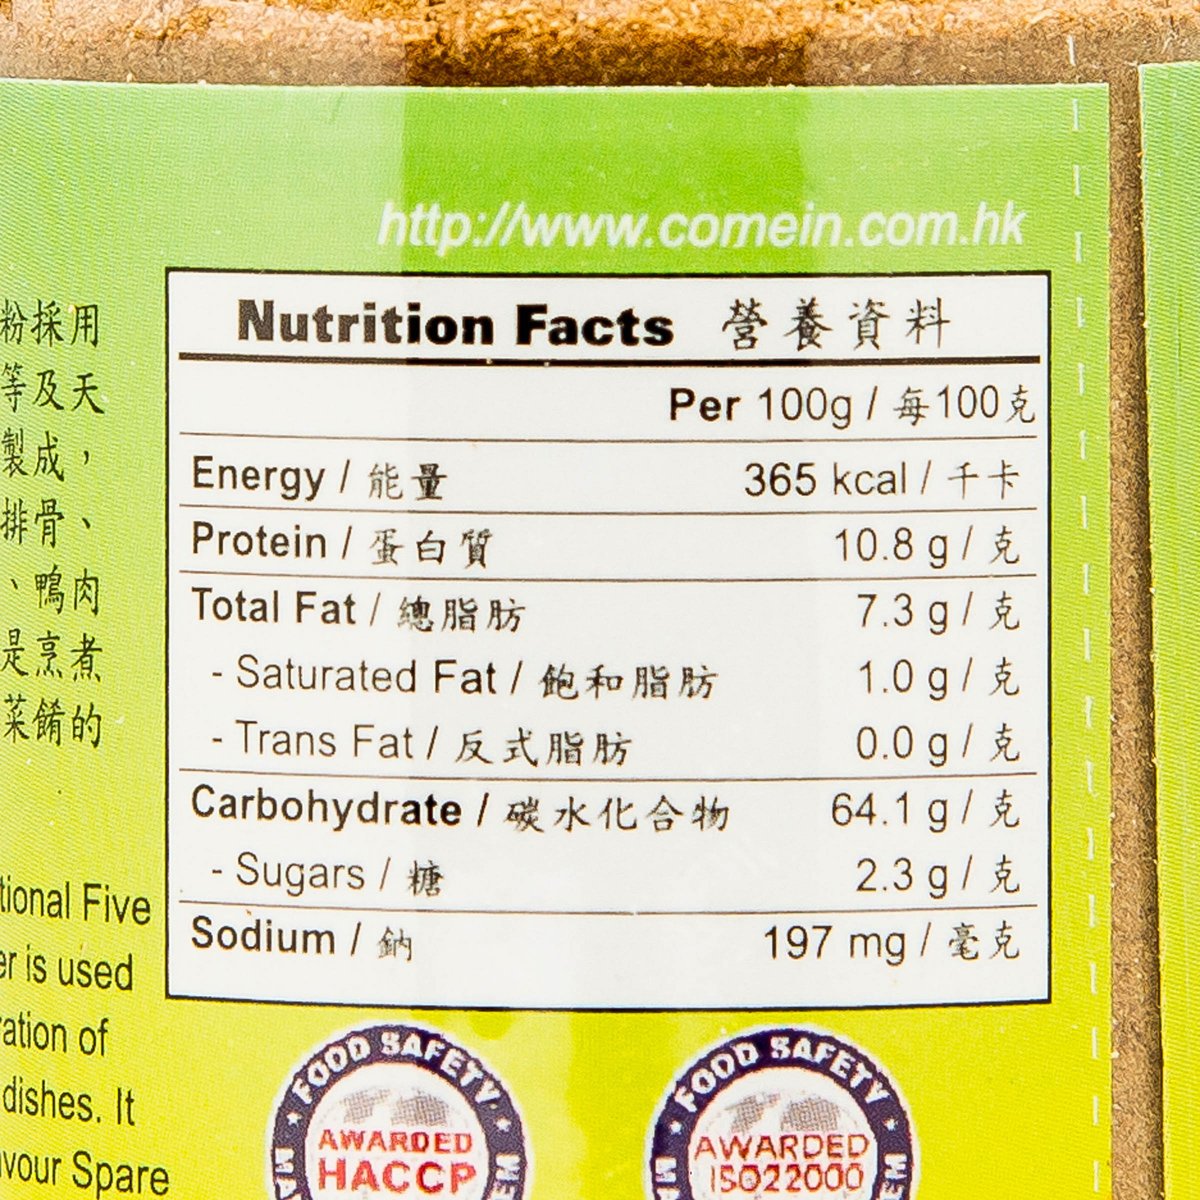 http://www.comein.com.hk
Nutrition Facts 營養資料
Per 100g / 每100克
Energy / 能量 365 kcal / 千卡
Protein / 蛋白質 10.8 g / 克
Total Fat / 總脂肪 7.3 g / 克
- Saturated Fat / 飽和脂肪 1.0 g / 克
- Trans Fat / 反式脂肪 0.0 g / 克
Carbohydrate / 碳水化合物 64.1 g / 克
- Sugars / 糖 2.3 g / 克
Sodium / 鈉 197 mg / 毫克
粉採用
等及天
製成，
排骨、
、鴨肉
是烹煮
菜餚的
tional Five
er is used
ration of
dishes. It
avour Spare
FOOD SAFETY
AWARDED
HACCP
FOOD SAFETY
AWARDED
ISO22000